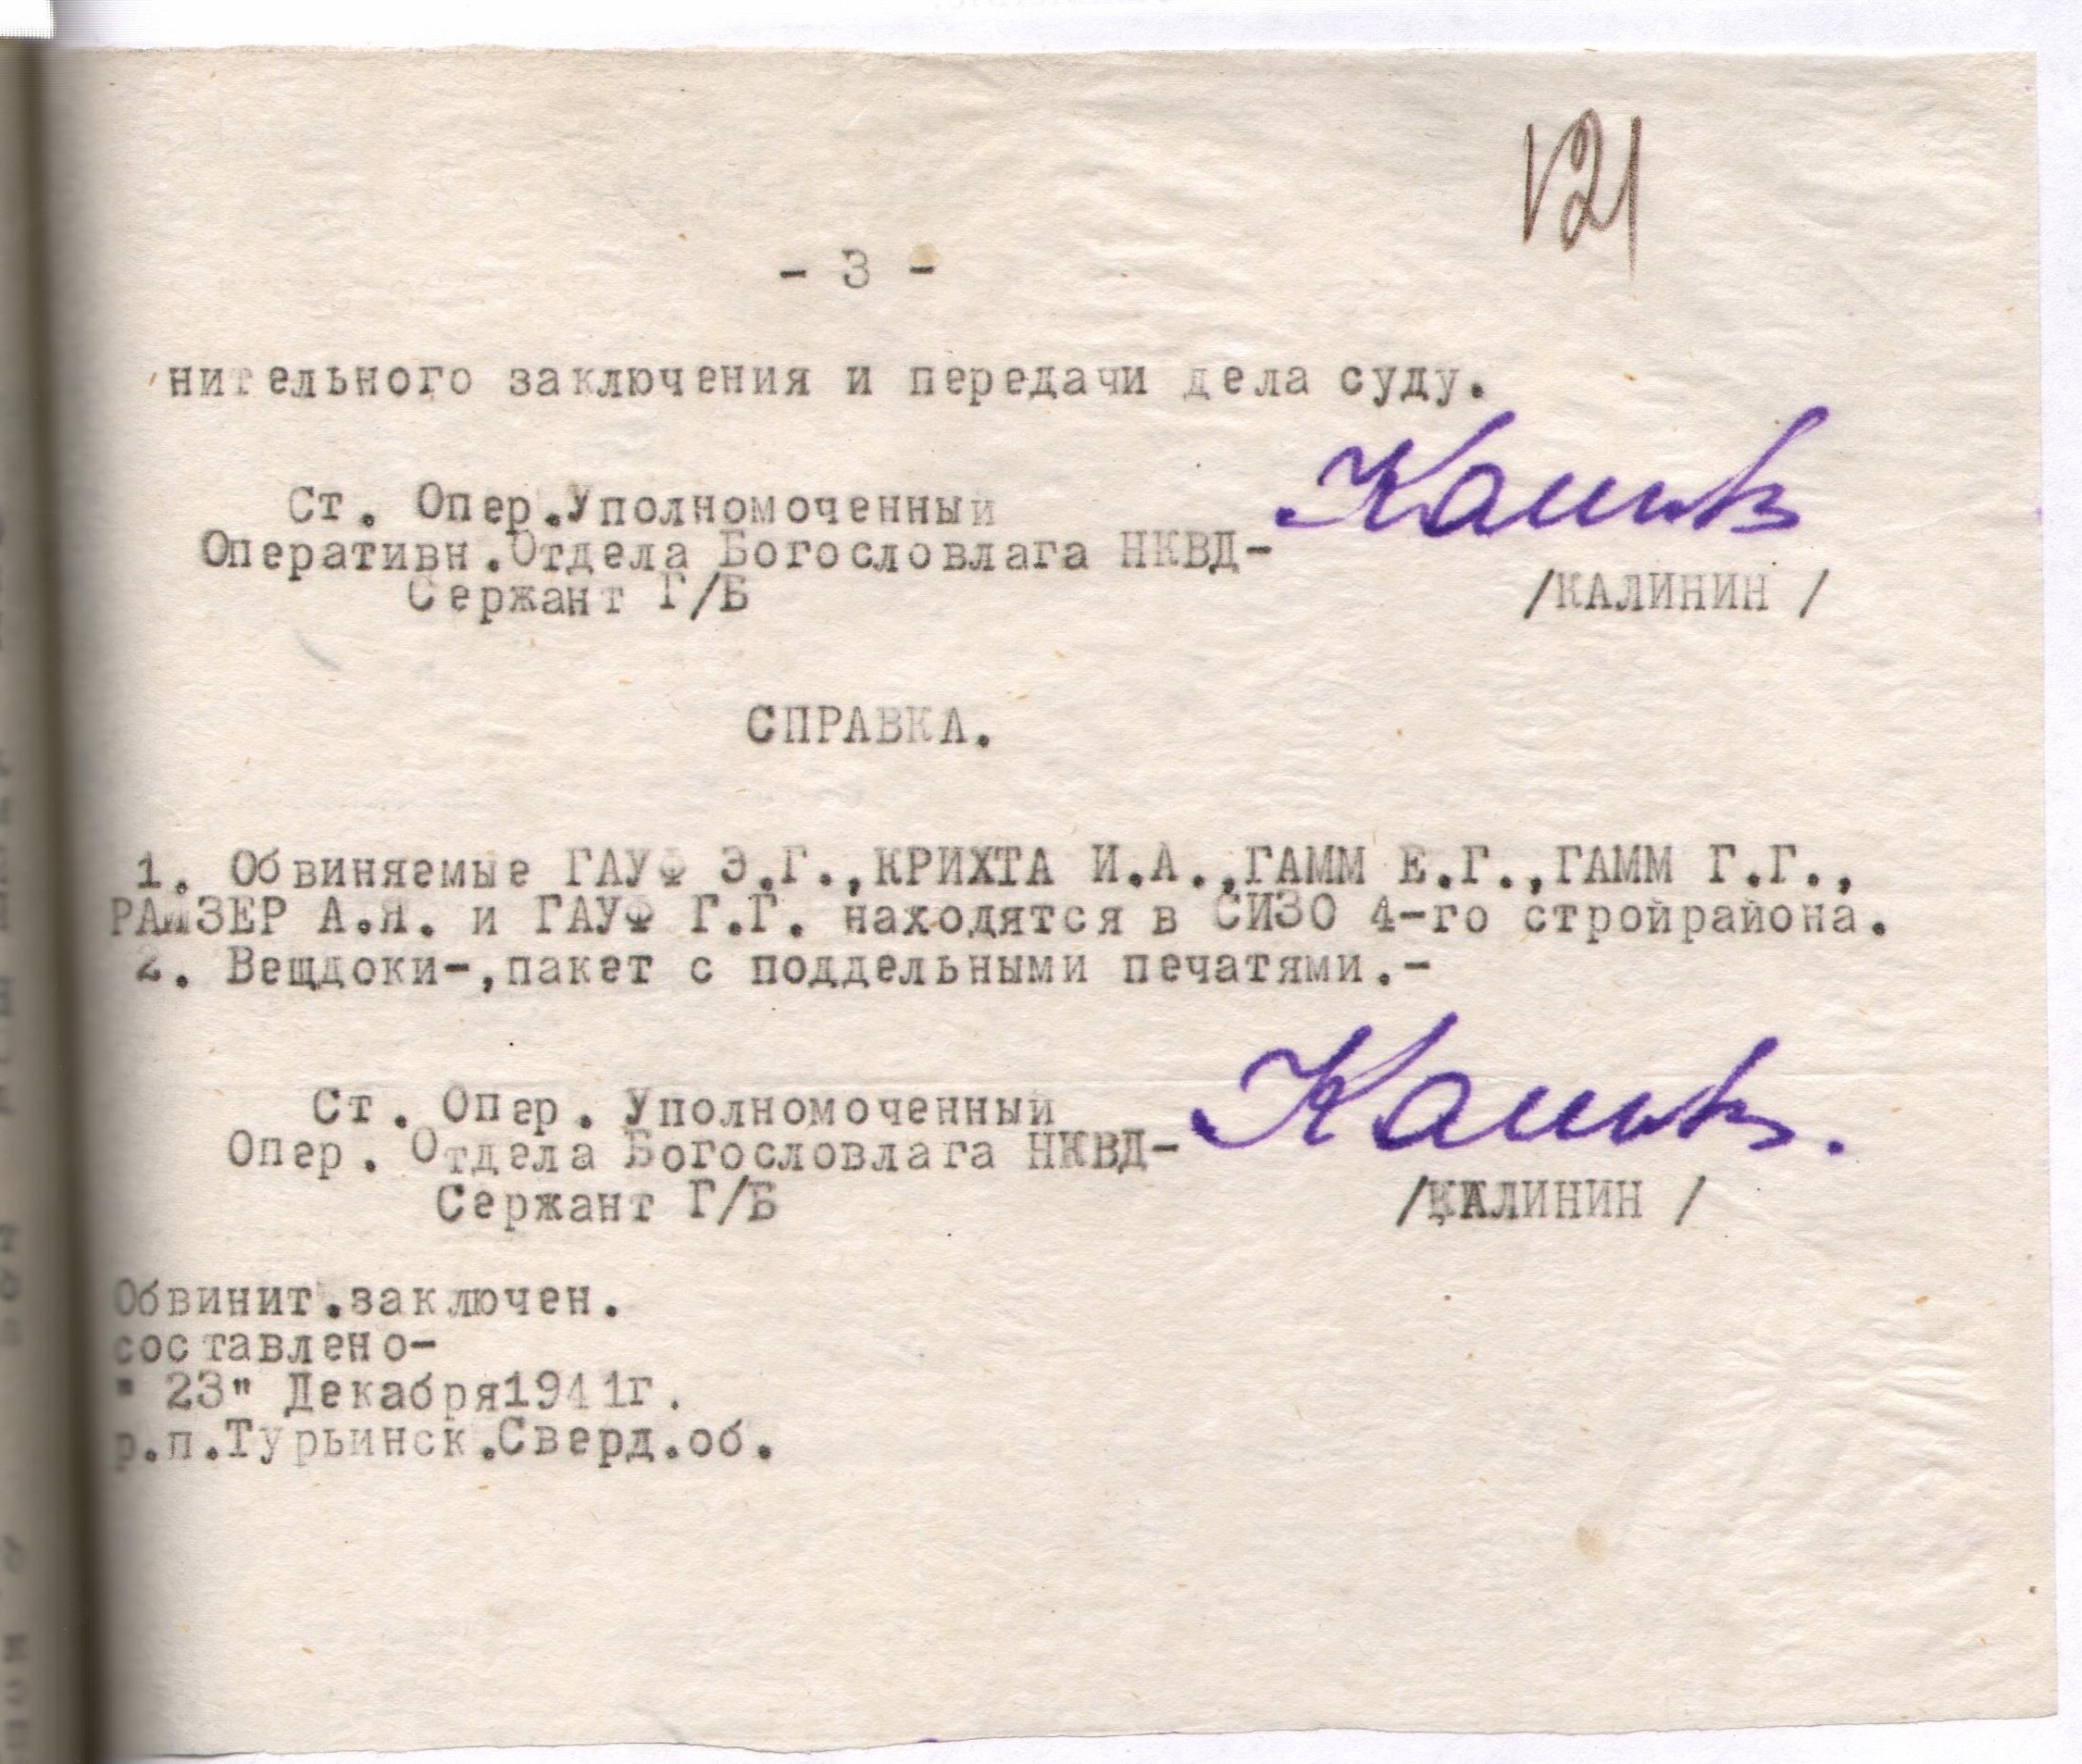 121
- 3 -
нительного заключения и передачи дела суду.
Ст. Опер.Уполномоченный
Оперативн.Отдела Богословлага НКВД-
Сержант Г/Б
/КАЛИНИН /
СПРАВКА.
1. Обвиняемые ГАУФ Э.Г.,КРИХТА И.А.,ГАММ Е.Г.,ГАММ Г.Г.,
РАЙЗЕР А.Я. и ГАУФ Г.Г. находятся в СИЗО 4-го стройрайона.
2. Вещдоки-,пакет с поддельными печатями.-
Ст. Опер. Уполномоченный
Опер. Отдела Богословлага НКВД-
Сержант Г/Б
/КАЛИНИН /
Обвинит.заключен.
составлено-
" 23" Декабря1941г.
р.п.Турьинск.Сверд.об.